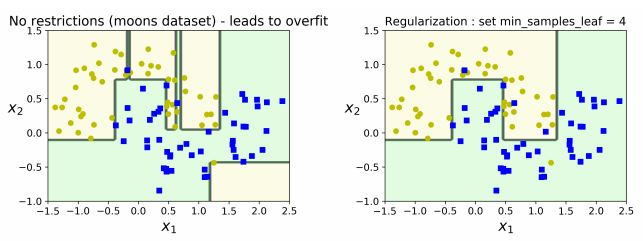 No restrictions (moons dataset) - leads to overfit
Regularization : set min_samples_leaf = 4
1.5
1.0
0.5
0.0
−0.5
−1.0
x2
−1.5 −1.0 −0.5 0.0 0.5 1.0 1.5 2.0 2.5
x1
1.5
1.0
0.5
0.0
−0.5
−1.0
x2
−1.5 −1.0 −0.5 0.0 0.5 1.0 1.5 2.0 2.5
x1